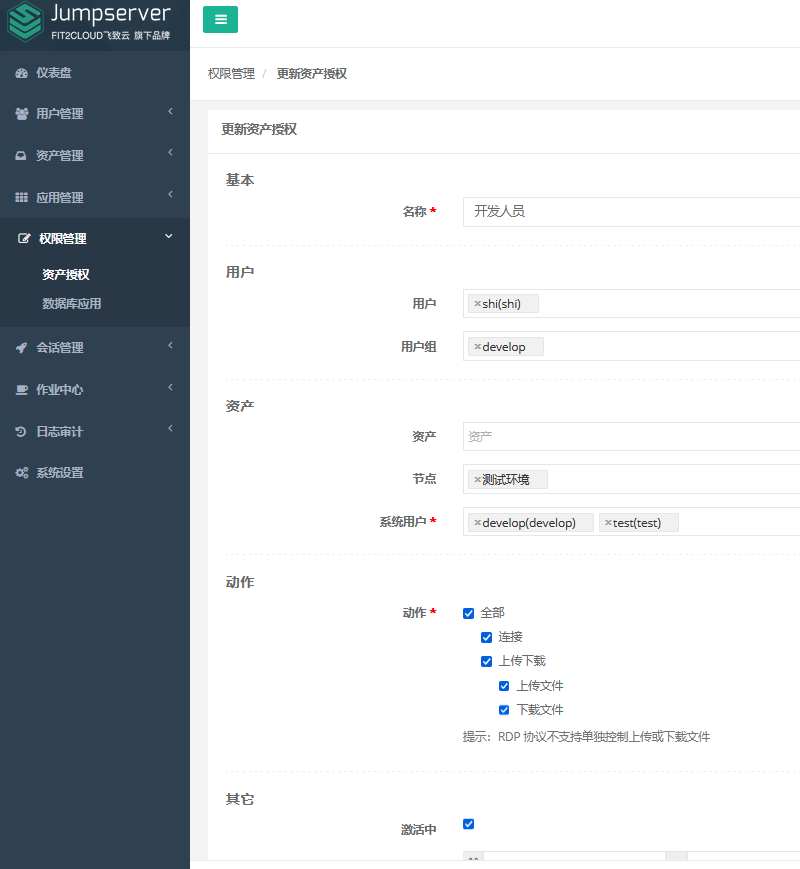 Jumpserver
FIT2CLOUD飞致云 旗下品牌
仪表盘
用户管理
资产管理
应用管理
权限管理
资产授权
数据库应用
会话管理
作业中心
日志审计
系统设置
权限管理 / 更新资产授权
更新资产授权
基本
名称 * 开发人员
用户
用户 ×shi(shi)
用户组 ×develop
资产
资产 资产
节点 ×测试环境
系统用户 * ×develop(develop) ×test(test)
动作
动作 * 全部
连接
上传下载
上传文件
下载文件
提示：RDP 协议不支持单独控制上传或下载文件
其它
激活中